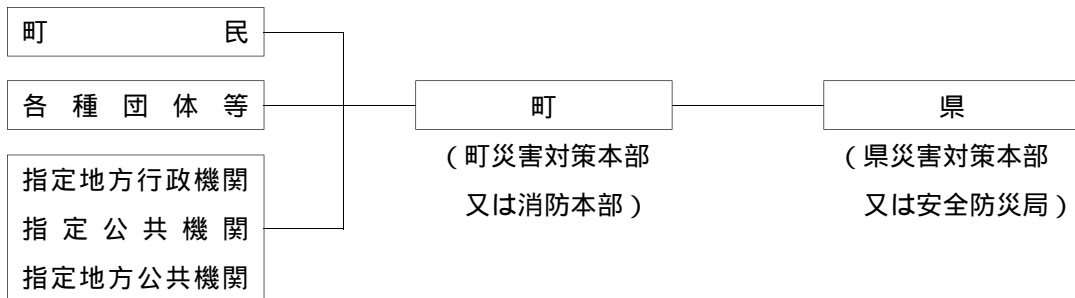 町民
各種団体等
指定地方行政機関
指定公共機関
指定地方公共機関
町
(町災害対策本部
又は消防本部)
県
(県災害対策本部
又は安全防災局)